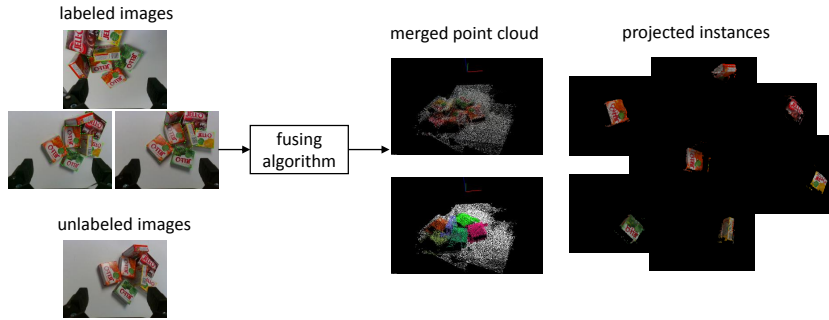 labeled images
merged point cloud
projected instances
fusing
algorithm
unlabeled images